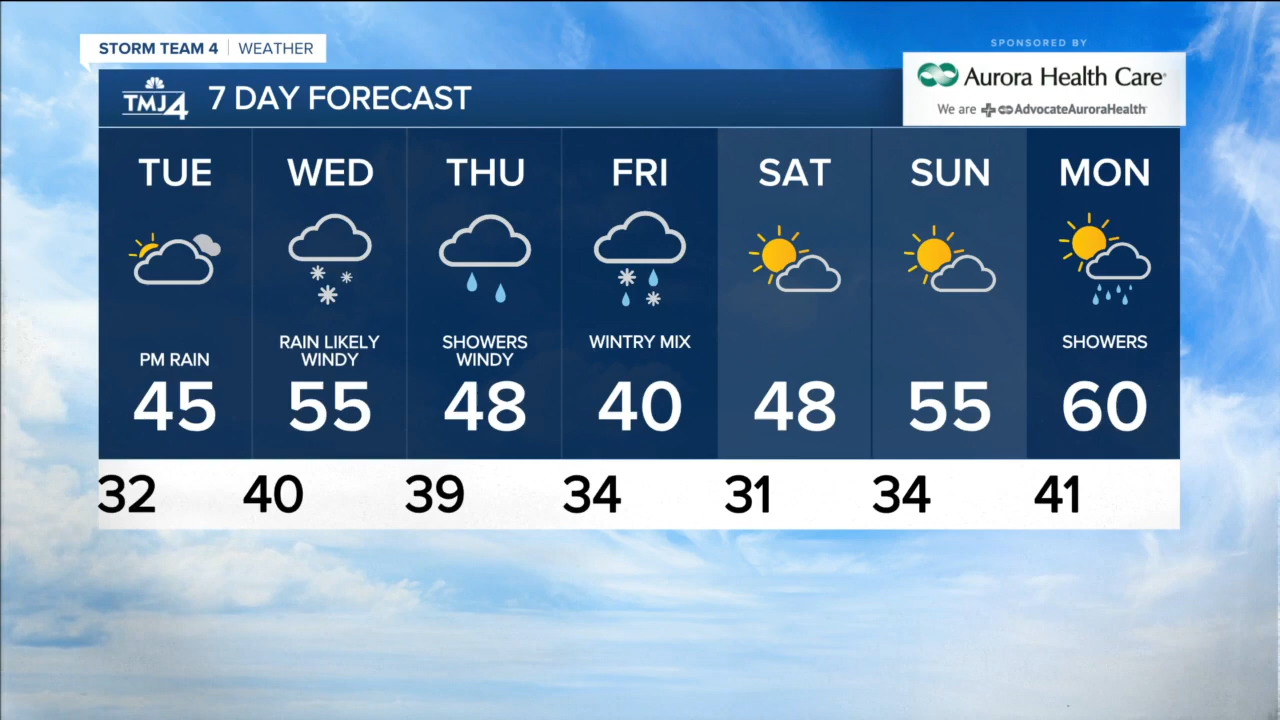 STORM TEAM 4 | WEATHER
SPONSORED BY
Aurora Health Care®
We are AdvocateAuroraHealth
TMJ4
7 DAY FORECAST
TUE WED THU FRI SAT SUN MON
PM RAIN
RAIN LIKELY
WINDY
SHOWERS
WINDY
WINTRY MIX
SHOWERS
45 55 48 40 48 55 60
32 40 39 34 31 34 41